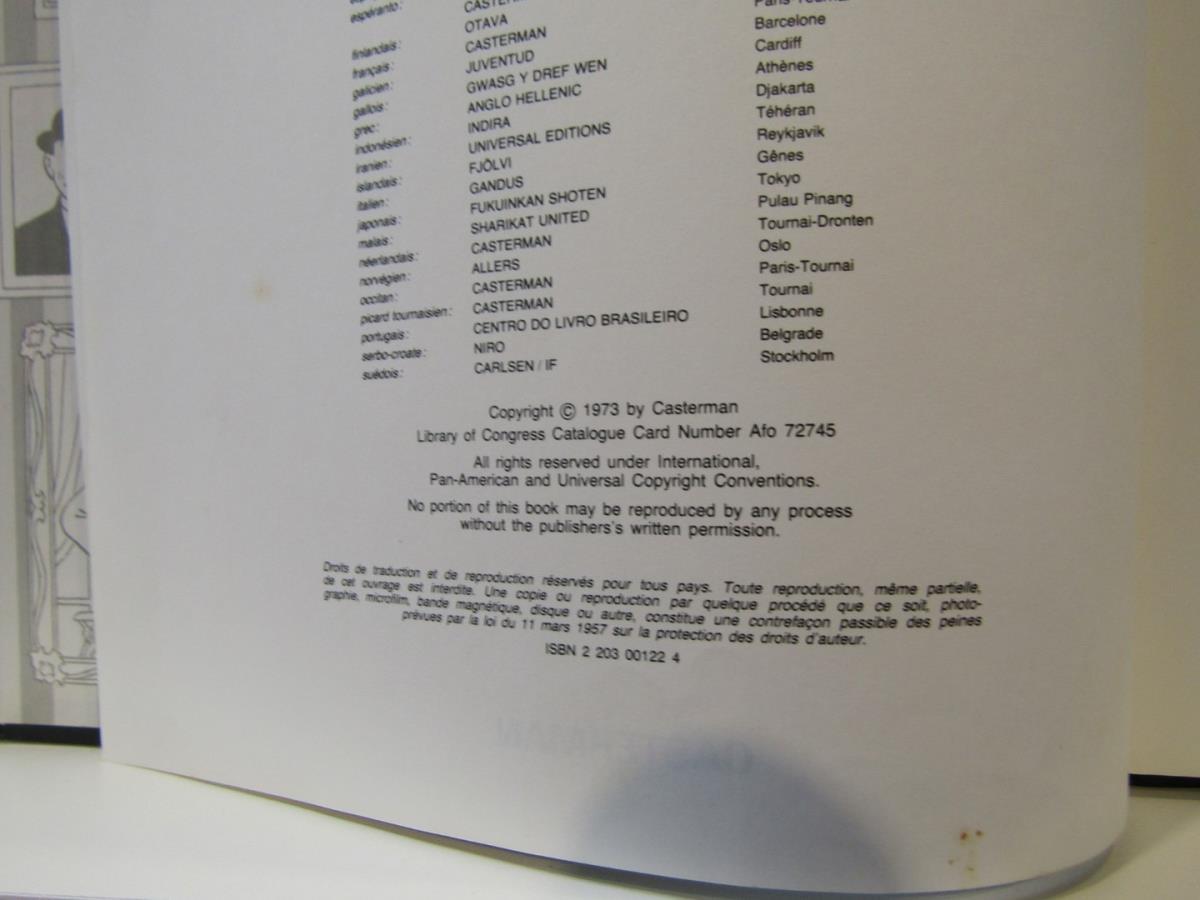 espéranto: CASTERMAN
finlandais: OTAVA
français: CASTERMAN Paris-Tournai
galicien: JUVENTUD Barcelone
gallois: GWASG Y DREF WEN Cardiff
grec: ANGLO HELLENIC Athènes
indonésien: INDIRA Djakarta
iranien: UNIVERSAL EDITIONS Téhéran
islandais: FJÖLVI Reykjavik
italien: GANDUS Gênes
japonais: FUKUINKAN SHOTEN Tokyo
malais: SHARIKAT UNITED Pulau Pinang
néerlandais: CASTERMAN Tournai-Dronten
norvégien: ALLERS Oslo
occitan: CASTERMAN Paris-Tournai
picard tournaisien: CASTERMAN Tournai
portugais: CENTRO DO LIVRO BRASILEIRO Lisbonne
serbo-croate: NIRO Belgrade
suédois: CARLSEN / IF Stockholm
Copyright © 1973 by Casterman
Library of Congress Catalogue Card Number Afo 72745
All rights reserved under International,
Pan-American and Universal Copyright Conventions.
No portion of this book may be reproduced by any process
without the publishers's written permission.
Droits de traduction et de reproduction réservés pour tous pays. Toute reproduction, même partielle,
de cet ouvrage est interdite. Une copie ou reproduction par quelque procédé que ce soit, photo-
graphie, microfilm, bande magnétique, disque ou autre, constitue une contrefaçon passible des peines
prévues par la loi du 11 mars 1957 sur la protection des droits d'auteur.
ISBN 2 203 00122 4